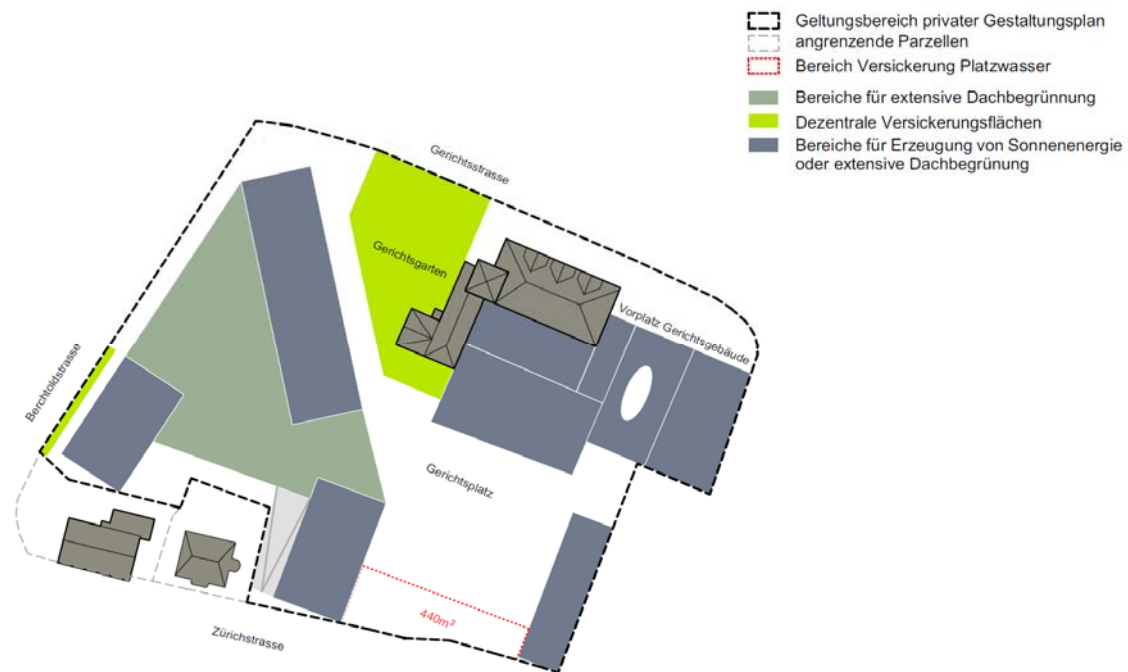 Geltungsbereich privater Gestaltungsplan
angrenzende Parzellen
Bereich Versickerung Platzwasser
Bereiche für extensive Dachbegrünnung
Dezentrale Versickerungsflächen
Bereiche für Erzeugung von Sonnenenergie
oder extensive Dachbegrünung
Gerichtsstrasse
Gerichtsgarten
Vorplatz Gerichtsgebäude
Berchtoldstrasse
Gerichtsplatz
440m²
Zürichstrasse